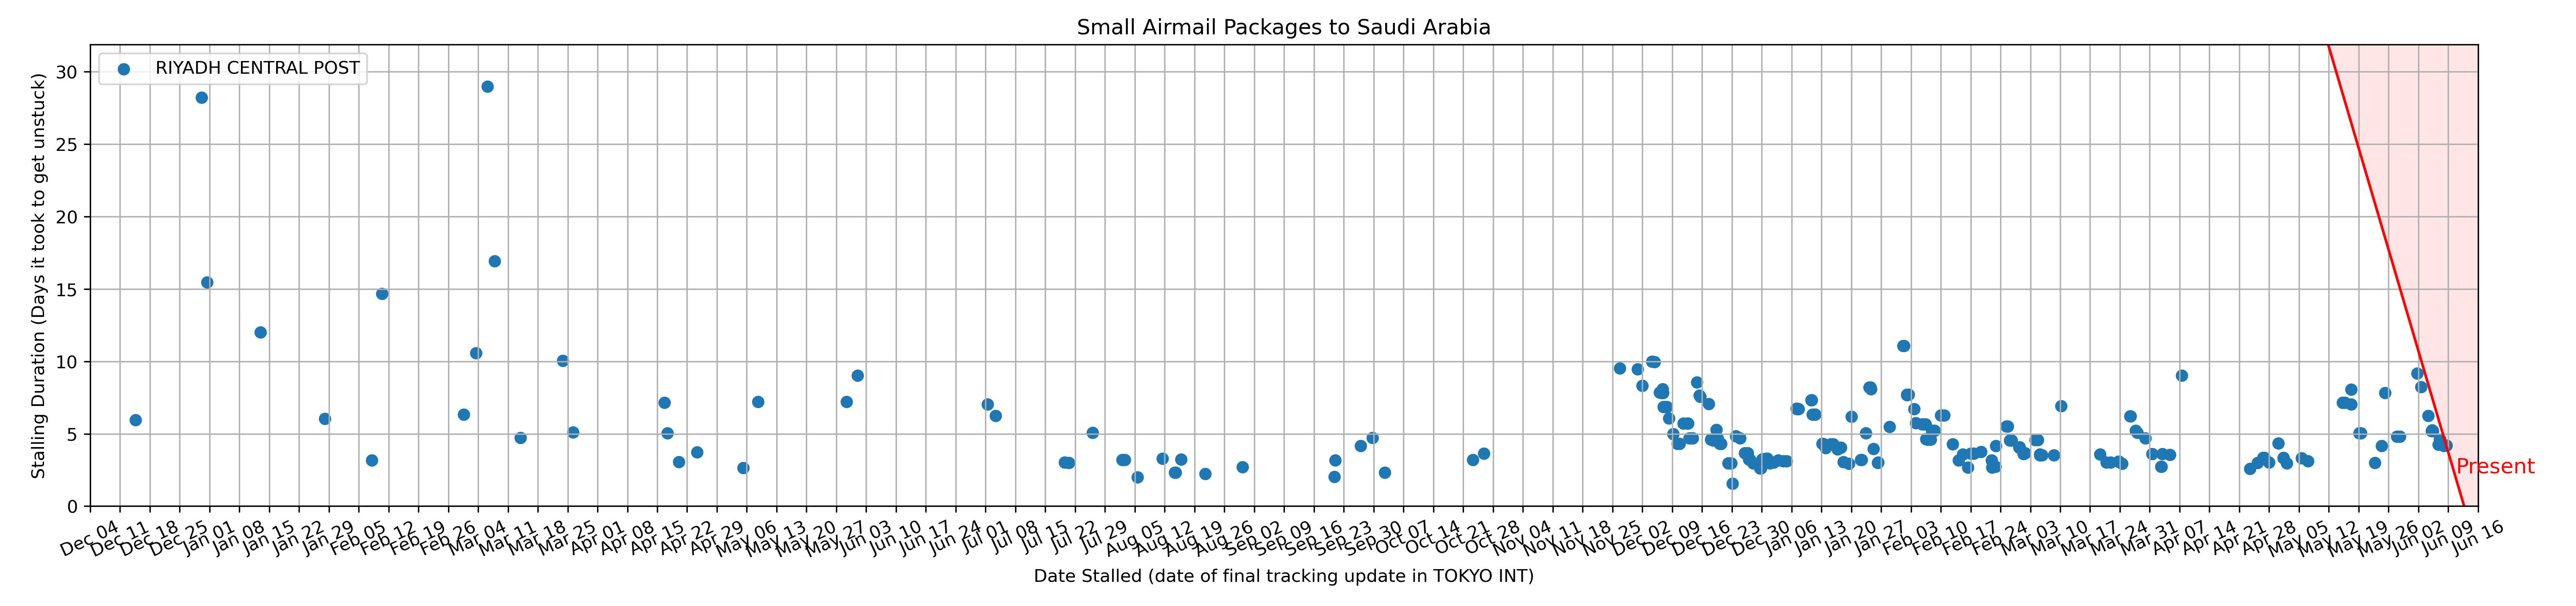 Small Airmail Packages to Saudi Arabia
RIYADH CENTRAL POST
Stalling Duration (Days it took to get unstuck)
30
25
20
15
10
5
0
Present
Dec 04
Dec 11
Dec 18
Dec 25
Jan 01
Jan 08
Jan 15
Jan 22
Jan 29
Feb 05
Feb 12
Feb 19
Feb 26
Mar 04
Mar 11
Mar 18
Mar 25
Apr 01
Apr 08
Apr 15
Apr 22
Apr 29
May 06
May 13
May 20
May 27
Jun 03
Jun 10
Jun 17
Jun 24
Jul 01
Jul 08
Jul 15
Jul 22
Jul 29
Aug 05
Aug 12
Aug 19
Aug 26
Sep 02
Sep 09
Sep 16
Sep 23
Sep 30
Oct 07
Oct 14
Oct 21
Oct 28
Nov 04
Nov 11
Nov 18
Nov 25
Dec 02
Dec 09
Dec 16
Dec 23
Dec 30
Jan 06
Jan 13
Jan 20
Jan 27
Feb 03
Feb 10
Feb 17
Feb 24
Mar 03
Mar 10
Mar 17
Mar 24
Mar 31
Apr 07
Apr 14
Apr 21
Apr 28
May 05
May 12
May 19
May 26
Jun 02
Jun 09
Jun 16
Date Stalled (date of final tracking update in TOKYO INT)